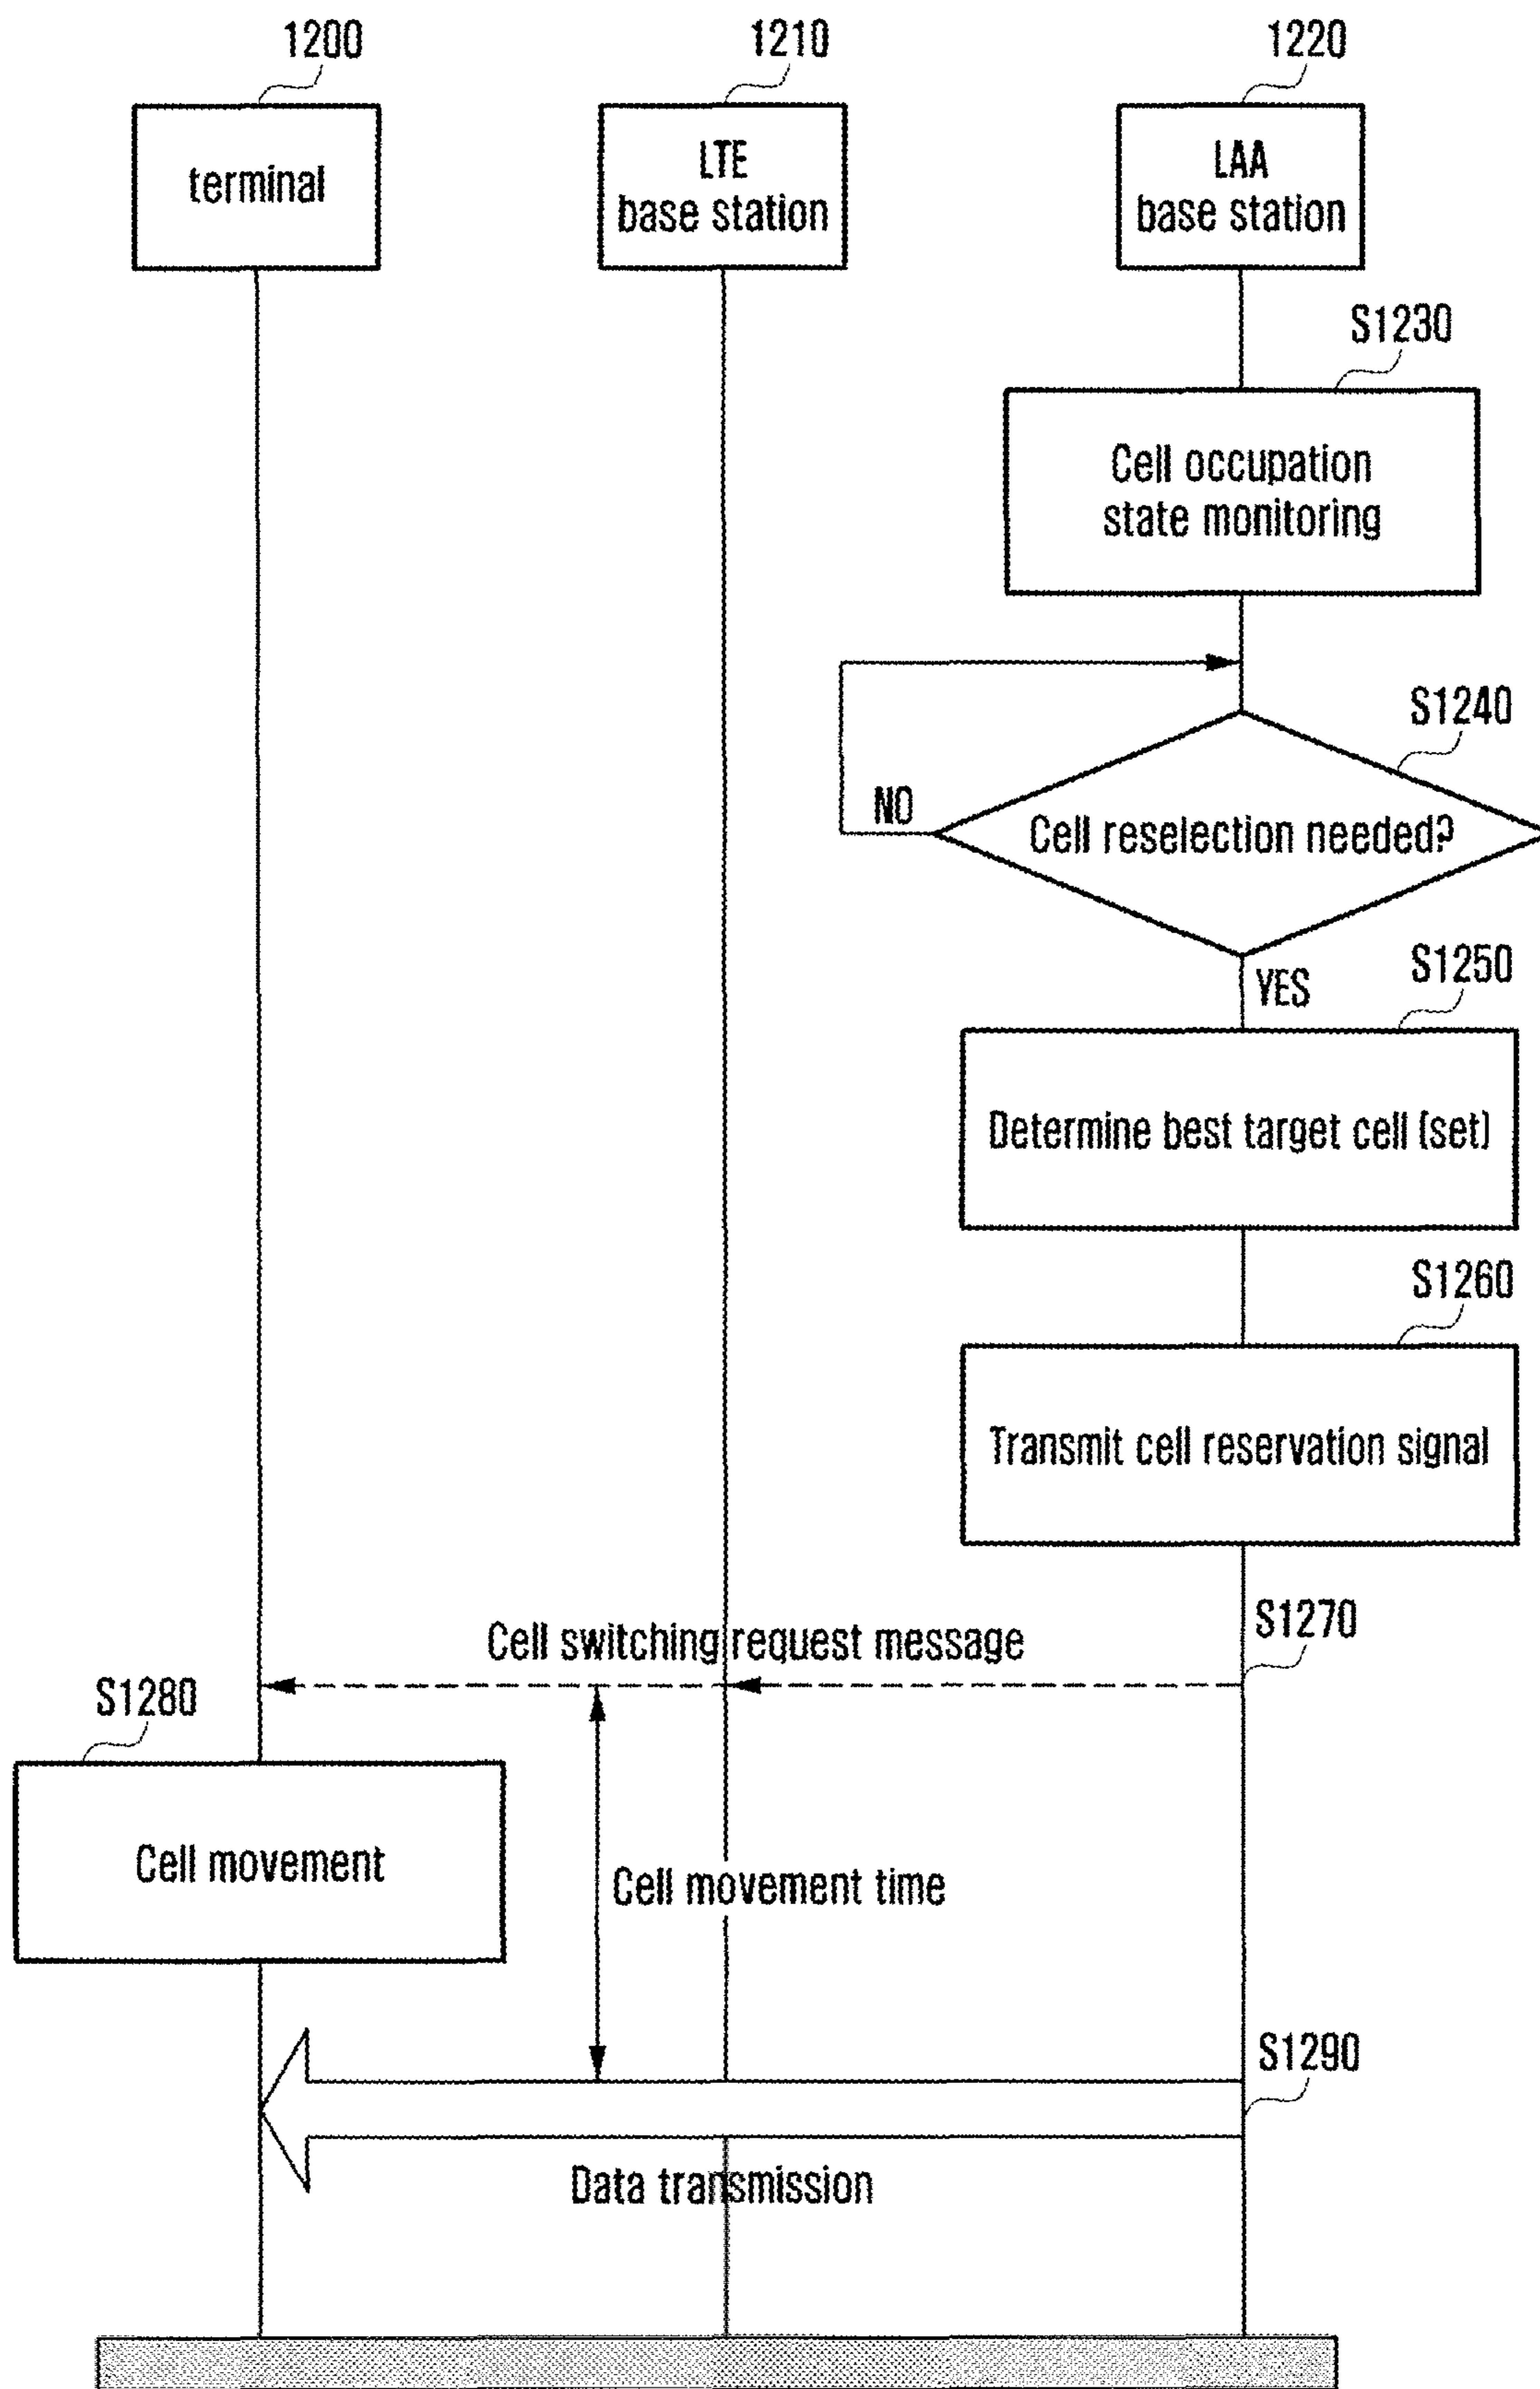 1200
1210
1220
terminal
LTE
base station
LAA
base station
S1230
Cell occupation
state monitoring
S1240
NO
Cell reselection needed?
YES
S1250
Determine best target cell (set)
S1260
Transmit cell reservation signal
S1270
Cell switching request message
S1280
Cell movement
Cell movement time
S1290
Data transmission